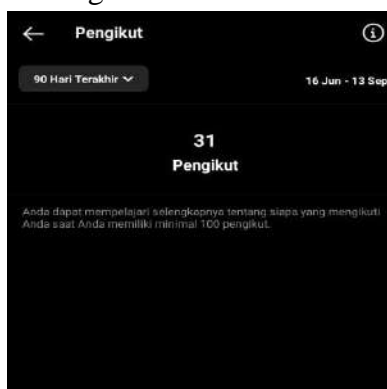 Pengikut
90 Hari Terakhir
16 Jun - 13 Sep
31
Pengikut
Anda dapat mempelajari selengkapnya tentang siapa yang mengikuti
Anda saat Anda memiliki minimal 100 pengikut.